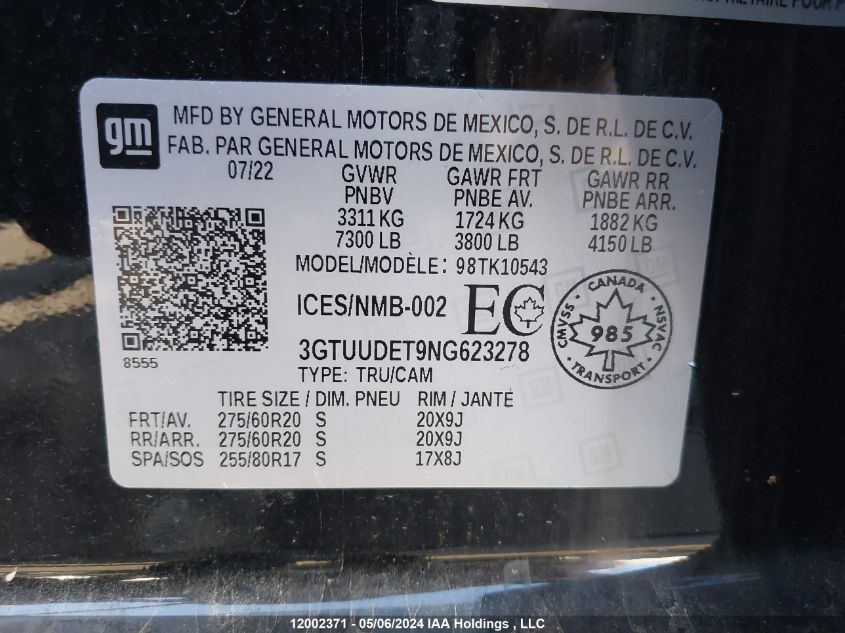 PRIETAIRE POUR
gm
MFD BY GENERAL MOTORS DE MEXICO, S. DE R.L. DE C.V.
FAB. PAR GENERAL MOTORS DE MEXICO, S. DE R.L. DE C.V.
07/22 GVWR GAWR FRT GAWR RR
PNBV PNBE AV. PNBE ARR.
3311 KG 1724 KG 1882 KG
7300 LB 3800 LB 4150 LB
MODEL/MODÈLE: 98TK10543
ICES/NMB-002 EC
CANADA
CMVSS 985 NSVAC
TRANSPORT
8555
3GTUUDET9NG623278
TYPE: TRU/CAM
TIRE SIZE / DIM. PNEU RIM / JANTE
FRT/AV. 275/60R20 S 20X9J
RR/ARR. 275/60R20 S 20X9J
SPA/SOS 255/80R17 S 17X8J
12002371 - 05/06/2024 IAA Holdings , LLC